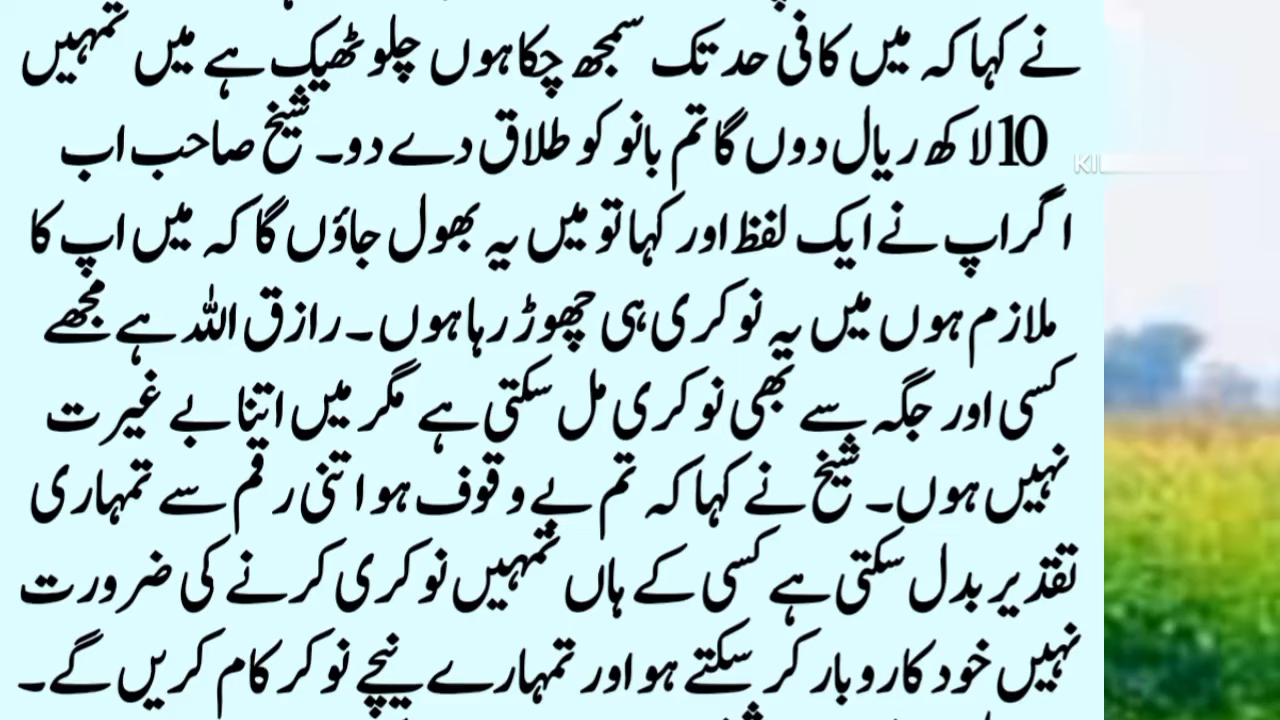 نے کہا کہ میں کافی حد تک سمجھ چکا ہوں چلو ٹھیک ہے میں تمہیں
10 لاکھ ریال دوں گا تم بانو کو طلاق دے دو۔ شیخ صاحب اب
اگر اپ نے ایک لفظ اور کہا تو میں یہ بھول جاؤں گا کہ میں اپ کا
ملازم ہوں میں یہ نوکری ہی چھوڑ رہا ہوں۔ رازق اللہ ہے مجھے
کسی اور جگہ سے بھی نوکری مل سکتی ہے مگر میں اتنا بے غیرت
نہیں ہوں۔ شیخ نے کہا کہ تم بے وقوف ہو اتنی رقم سے تمہاری
تقدیر بدل سکتی ہے کسی کے ہاں تمہیں نوکری کرنے کی ضرورت
نہیں خود کاروبار کر سکتے ہو اور تمہارے نیچے نوکر کام کریں گے۔